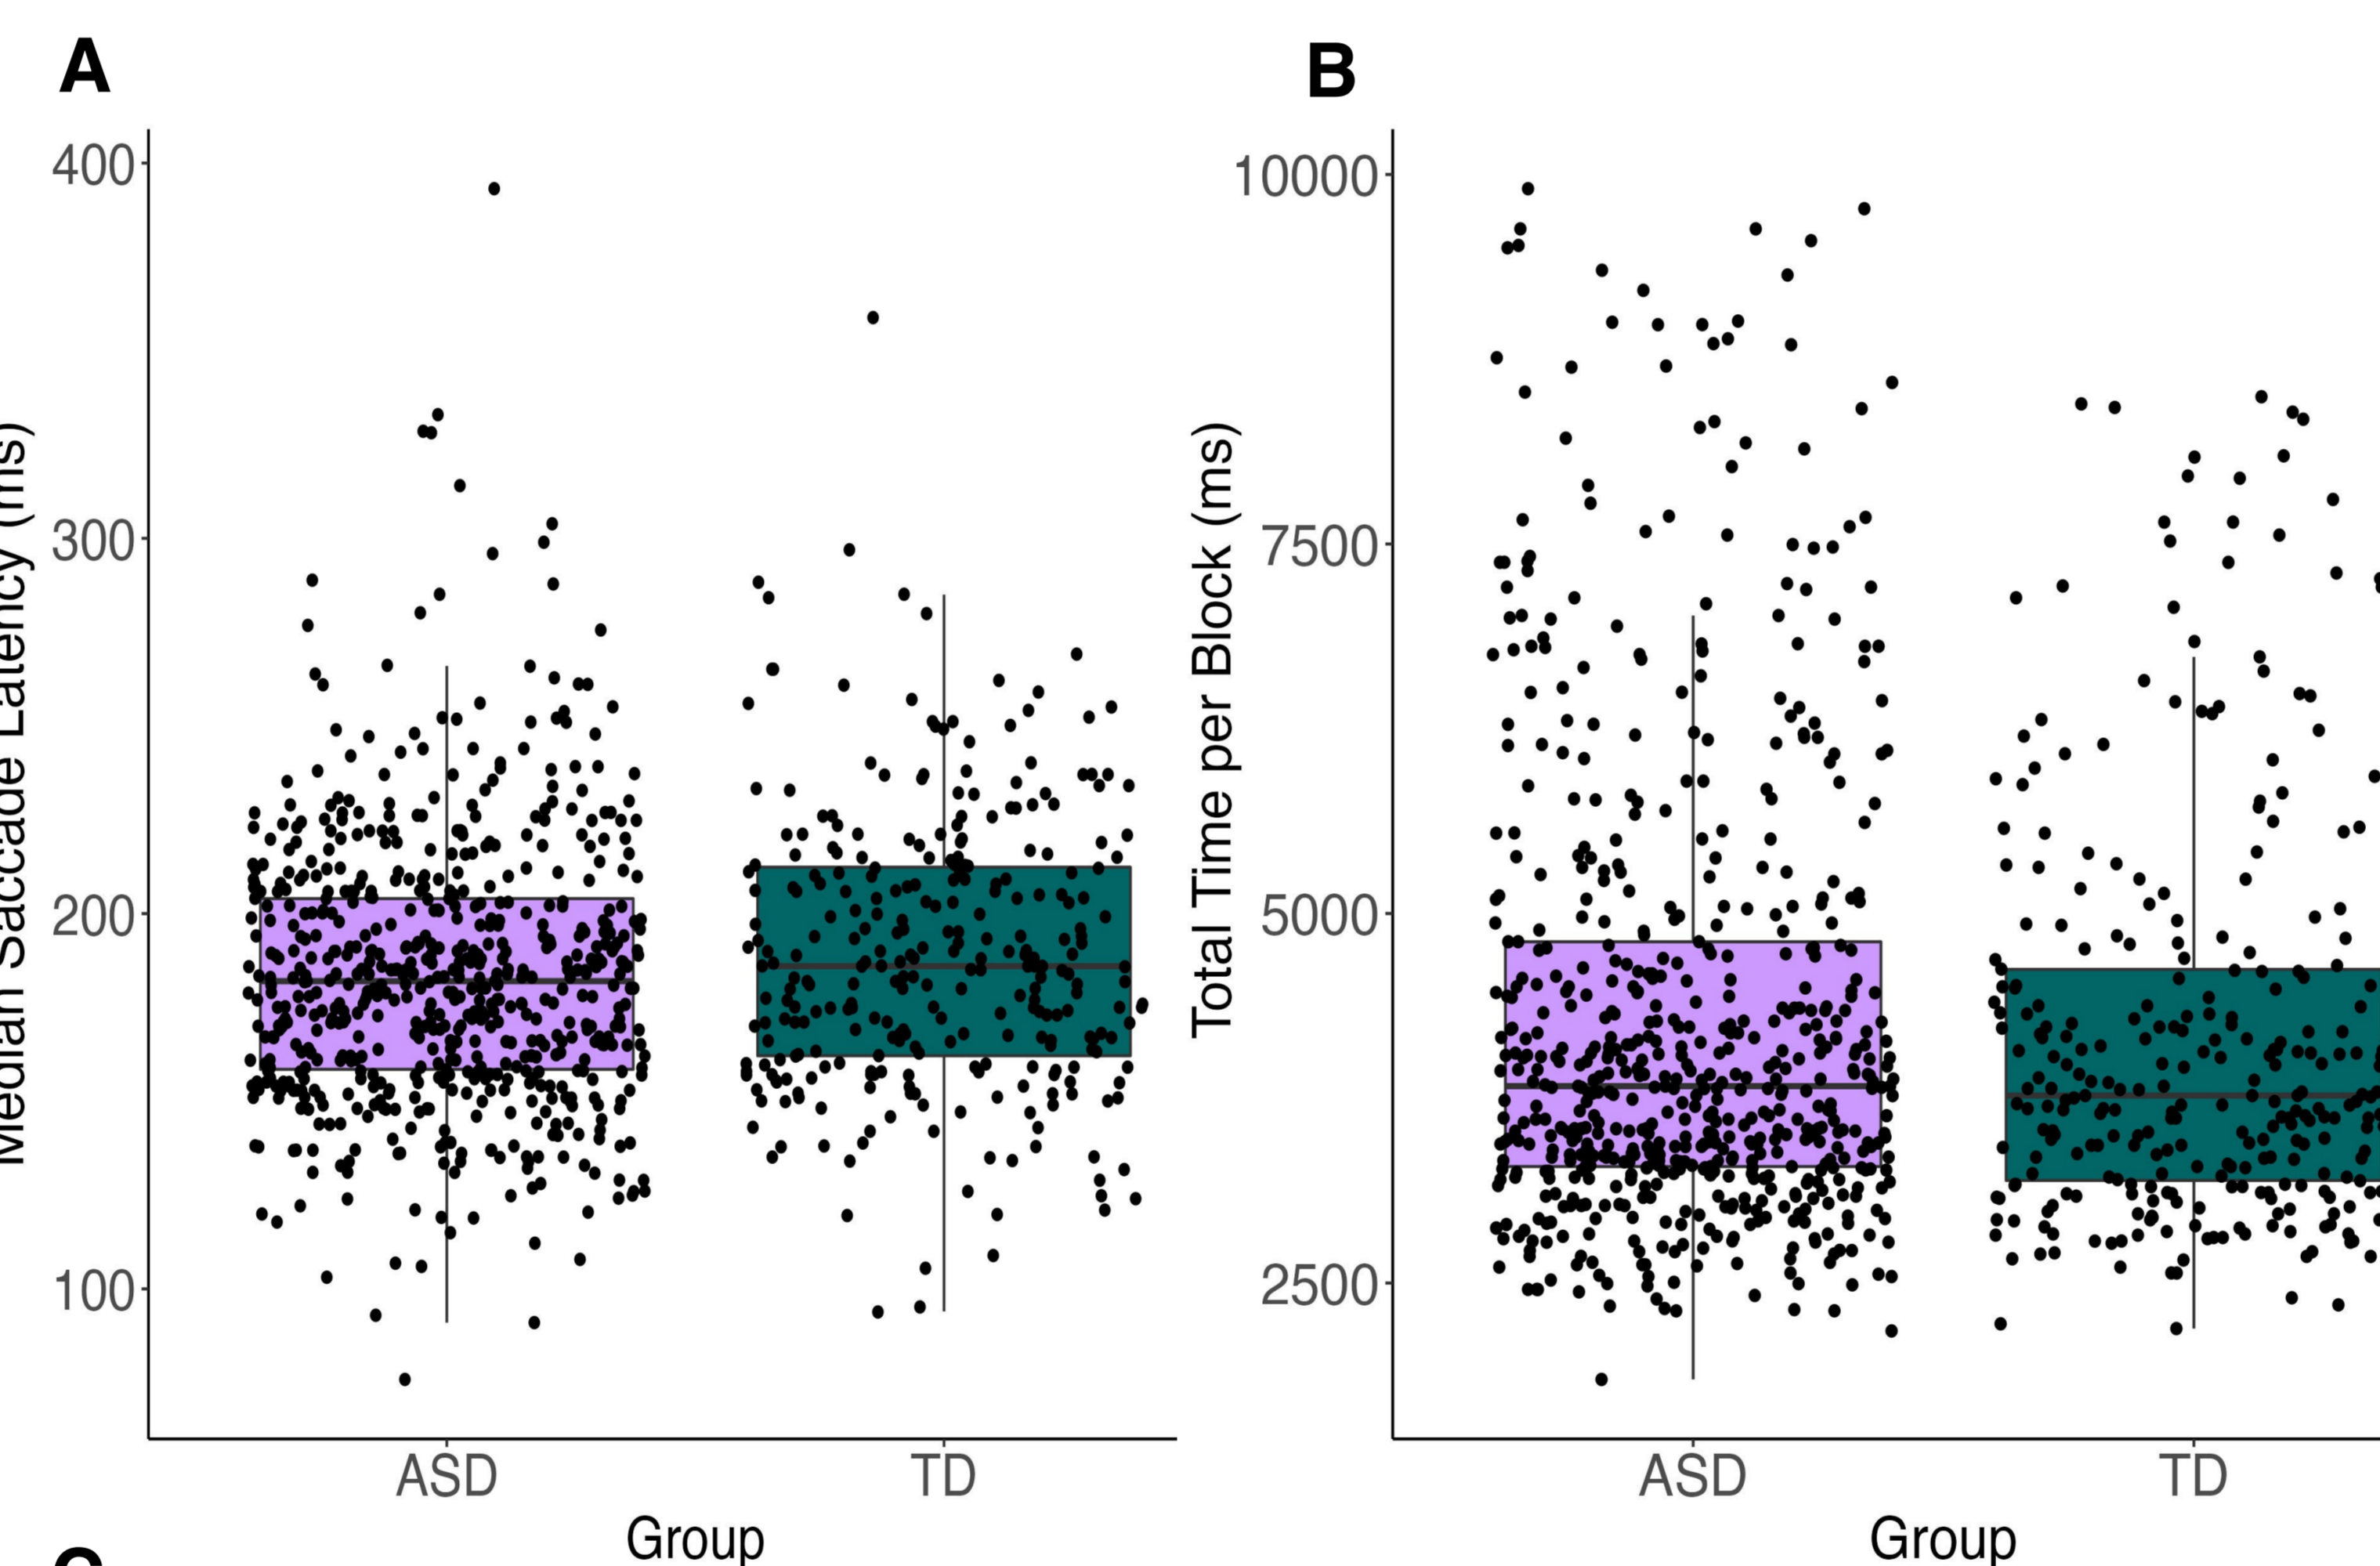 A
B
Median Saccade Latency (ms)
400
300
200
100
ASD
TD
Group
Total Time per Block (ms)
10000
7500
5000
2500
ASD
TD
Group